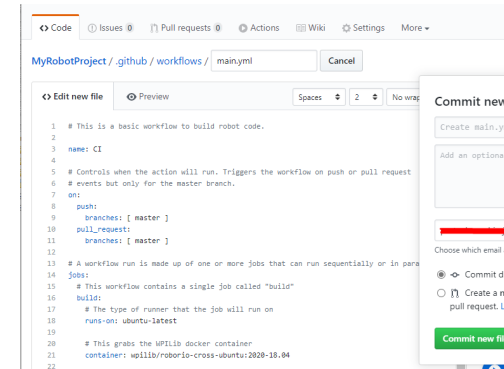 Code Issues 0 Pull requests 0 Actions Wiki Settings More
MyRobotProject / .github / workflows / main.yml Cancel
Edit new file Preview Spaces 2 No wrap
1 # This is a basic workflow to build robot code.
2
3 name: CI
4
5 # Controls when the action will run. Triggers the workflow on push or pull request
6 # events but only for the master branch.
7 on:
8 push:
9 branches: [ master ]
10 pull_request:
11 branches: [ master ]
12
13 # A workflow run is made up of one or more jobs that can run sequentially or in para
14 jobs:
15 # This workflow contains a single job called "build"
16 build:
17 # The type of runner that the job will run on
18 runs-on: ubuntu-latest
19
20 # This grabs the WPILib docker container
21 container: wpilib/roborio-cross-ubuntu:2020-18.04
22
Commit new
Create main.y
Add an optiona
Choose which email
Commit d
Create a n
pull request. L
Commit new fil